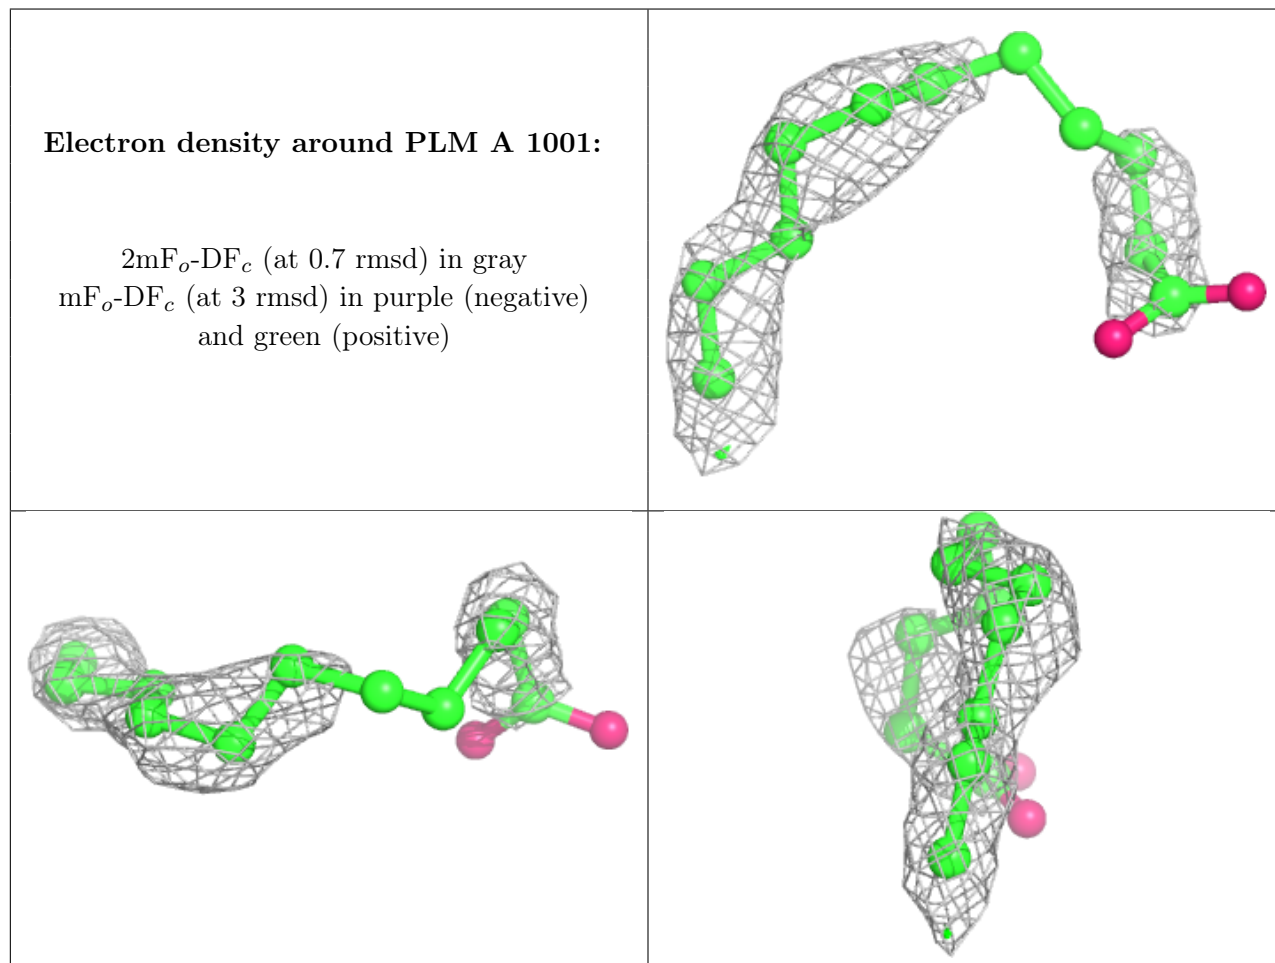 Electron density around PLM A 1001:
2mFo-DFc (at 0.7 rmsd) in gray
mFo-DFc (at 3 rmsd) in purple (negative)
and green (positive)